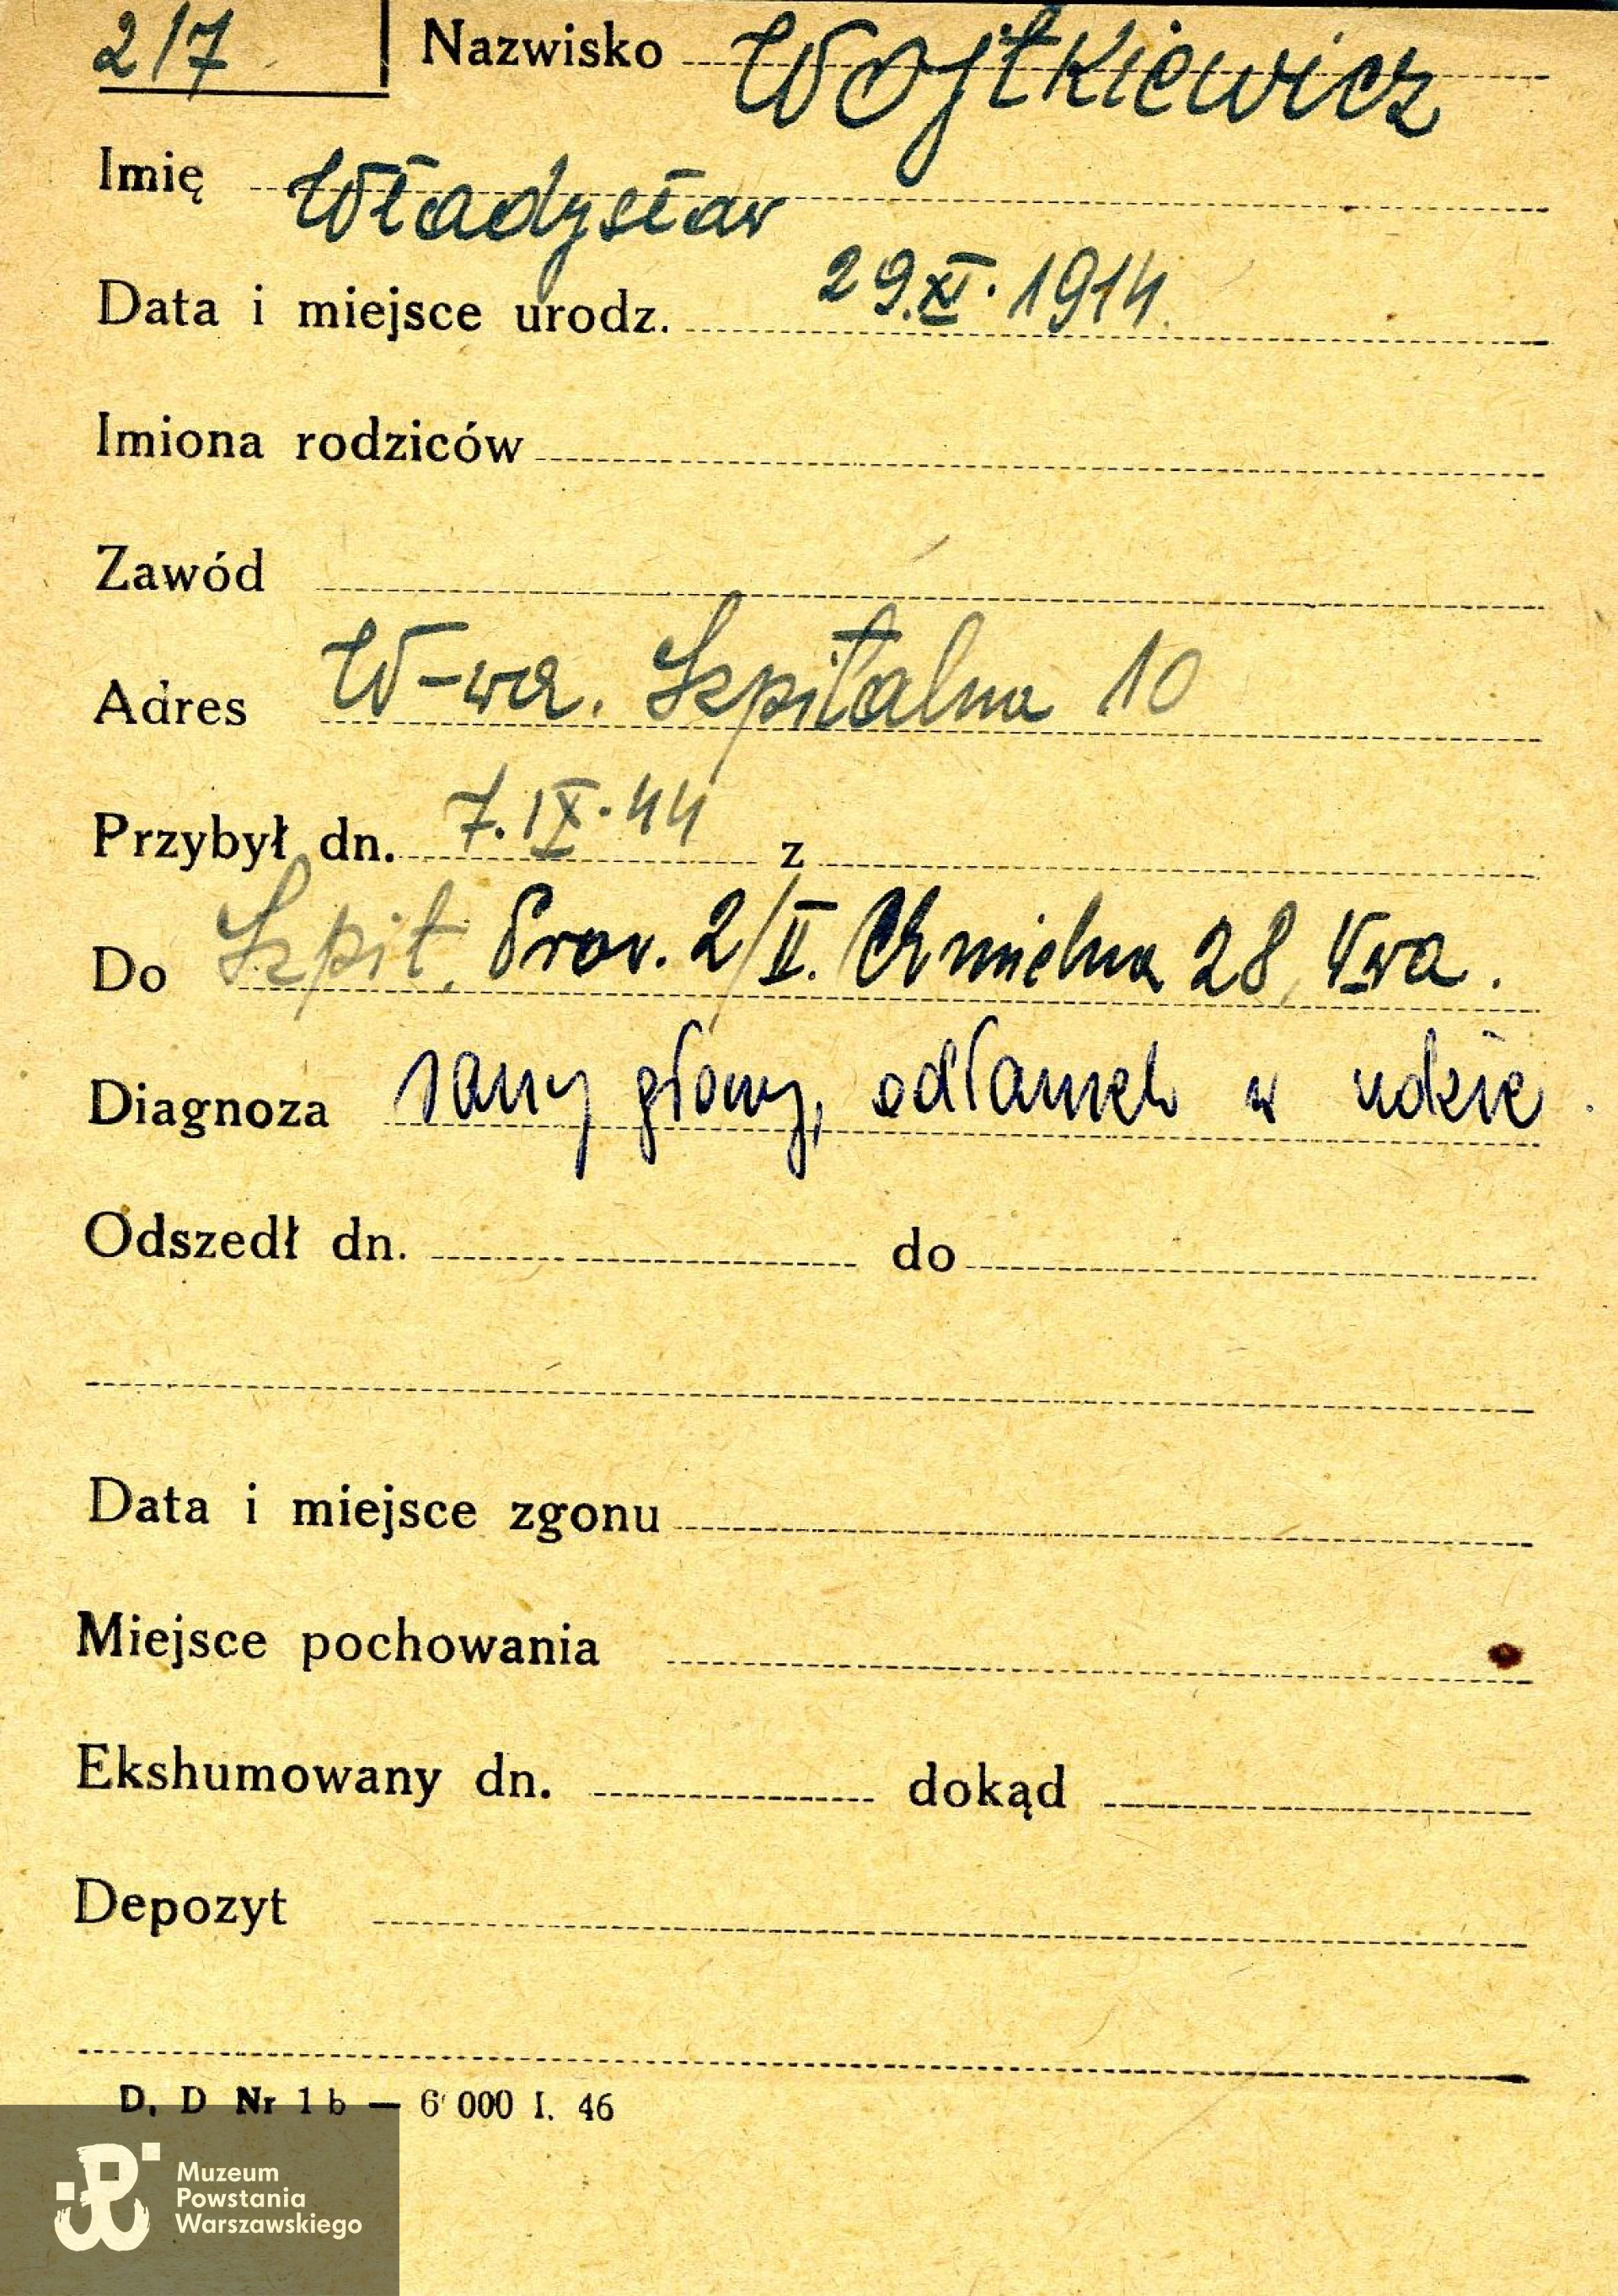 217 Nazwisko Wojtkiewicz
Imię Władysław
Data i miejsce urodz. 29.XI.1914.
Imiona rodziców
Zawód
Adres W-wa. Szpitalna 10
Przybył dn. 7.IX.44 z
Do Szpit. Prow. 2/II. Chmielna 28, Wwa.
Diagnoza rany głowy, odłamek w udzie.
Odszedł dn. do
Data i miejsce zgonu
Miejsce pochowania
Ekshumowany dn. dokąd
Depozyt
D. D Nr 1 b — 6 000 I. 46
Muzeum
Powstania
Warszawskiego